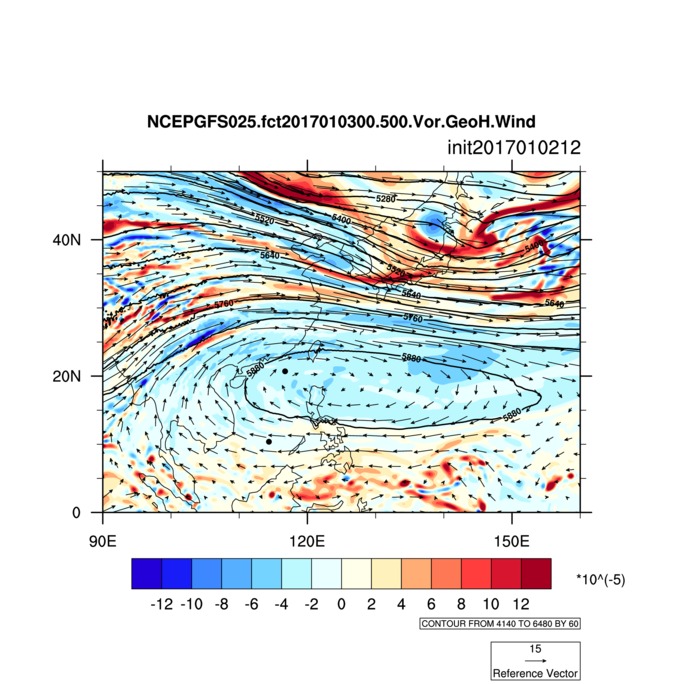 NCEPGFS025.fct2017010300.500.Vor.GeoH.Wind
init2017010212
5280
5520
5400
40N
5400
5640
5520
5640
5640
5760
5760
5880
5880
20N
5880
0
90E
120E
150E
-12 -10 -8 -6 -4 -2 0 2 4 6 8 10 12
*10^(-5)
CONTOUR FROM 4140 TO 6480 BY 60
15
Reference Vector